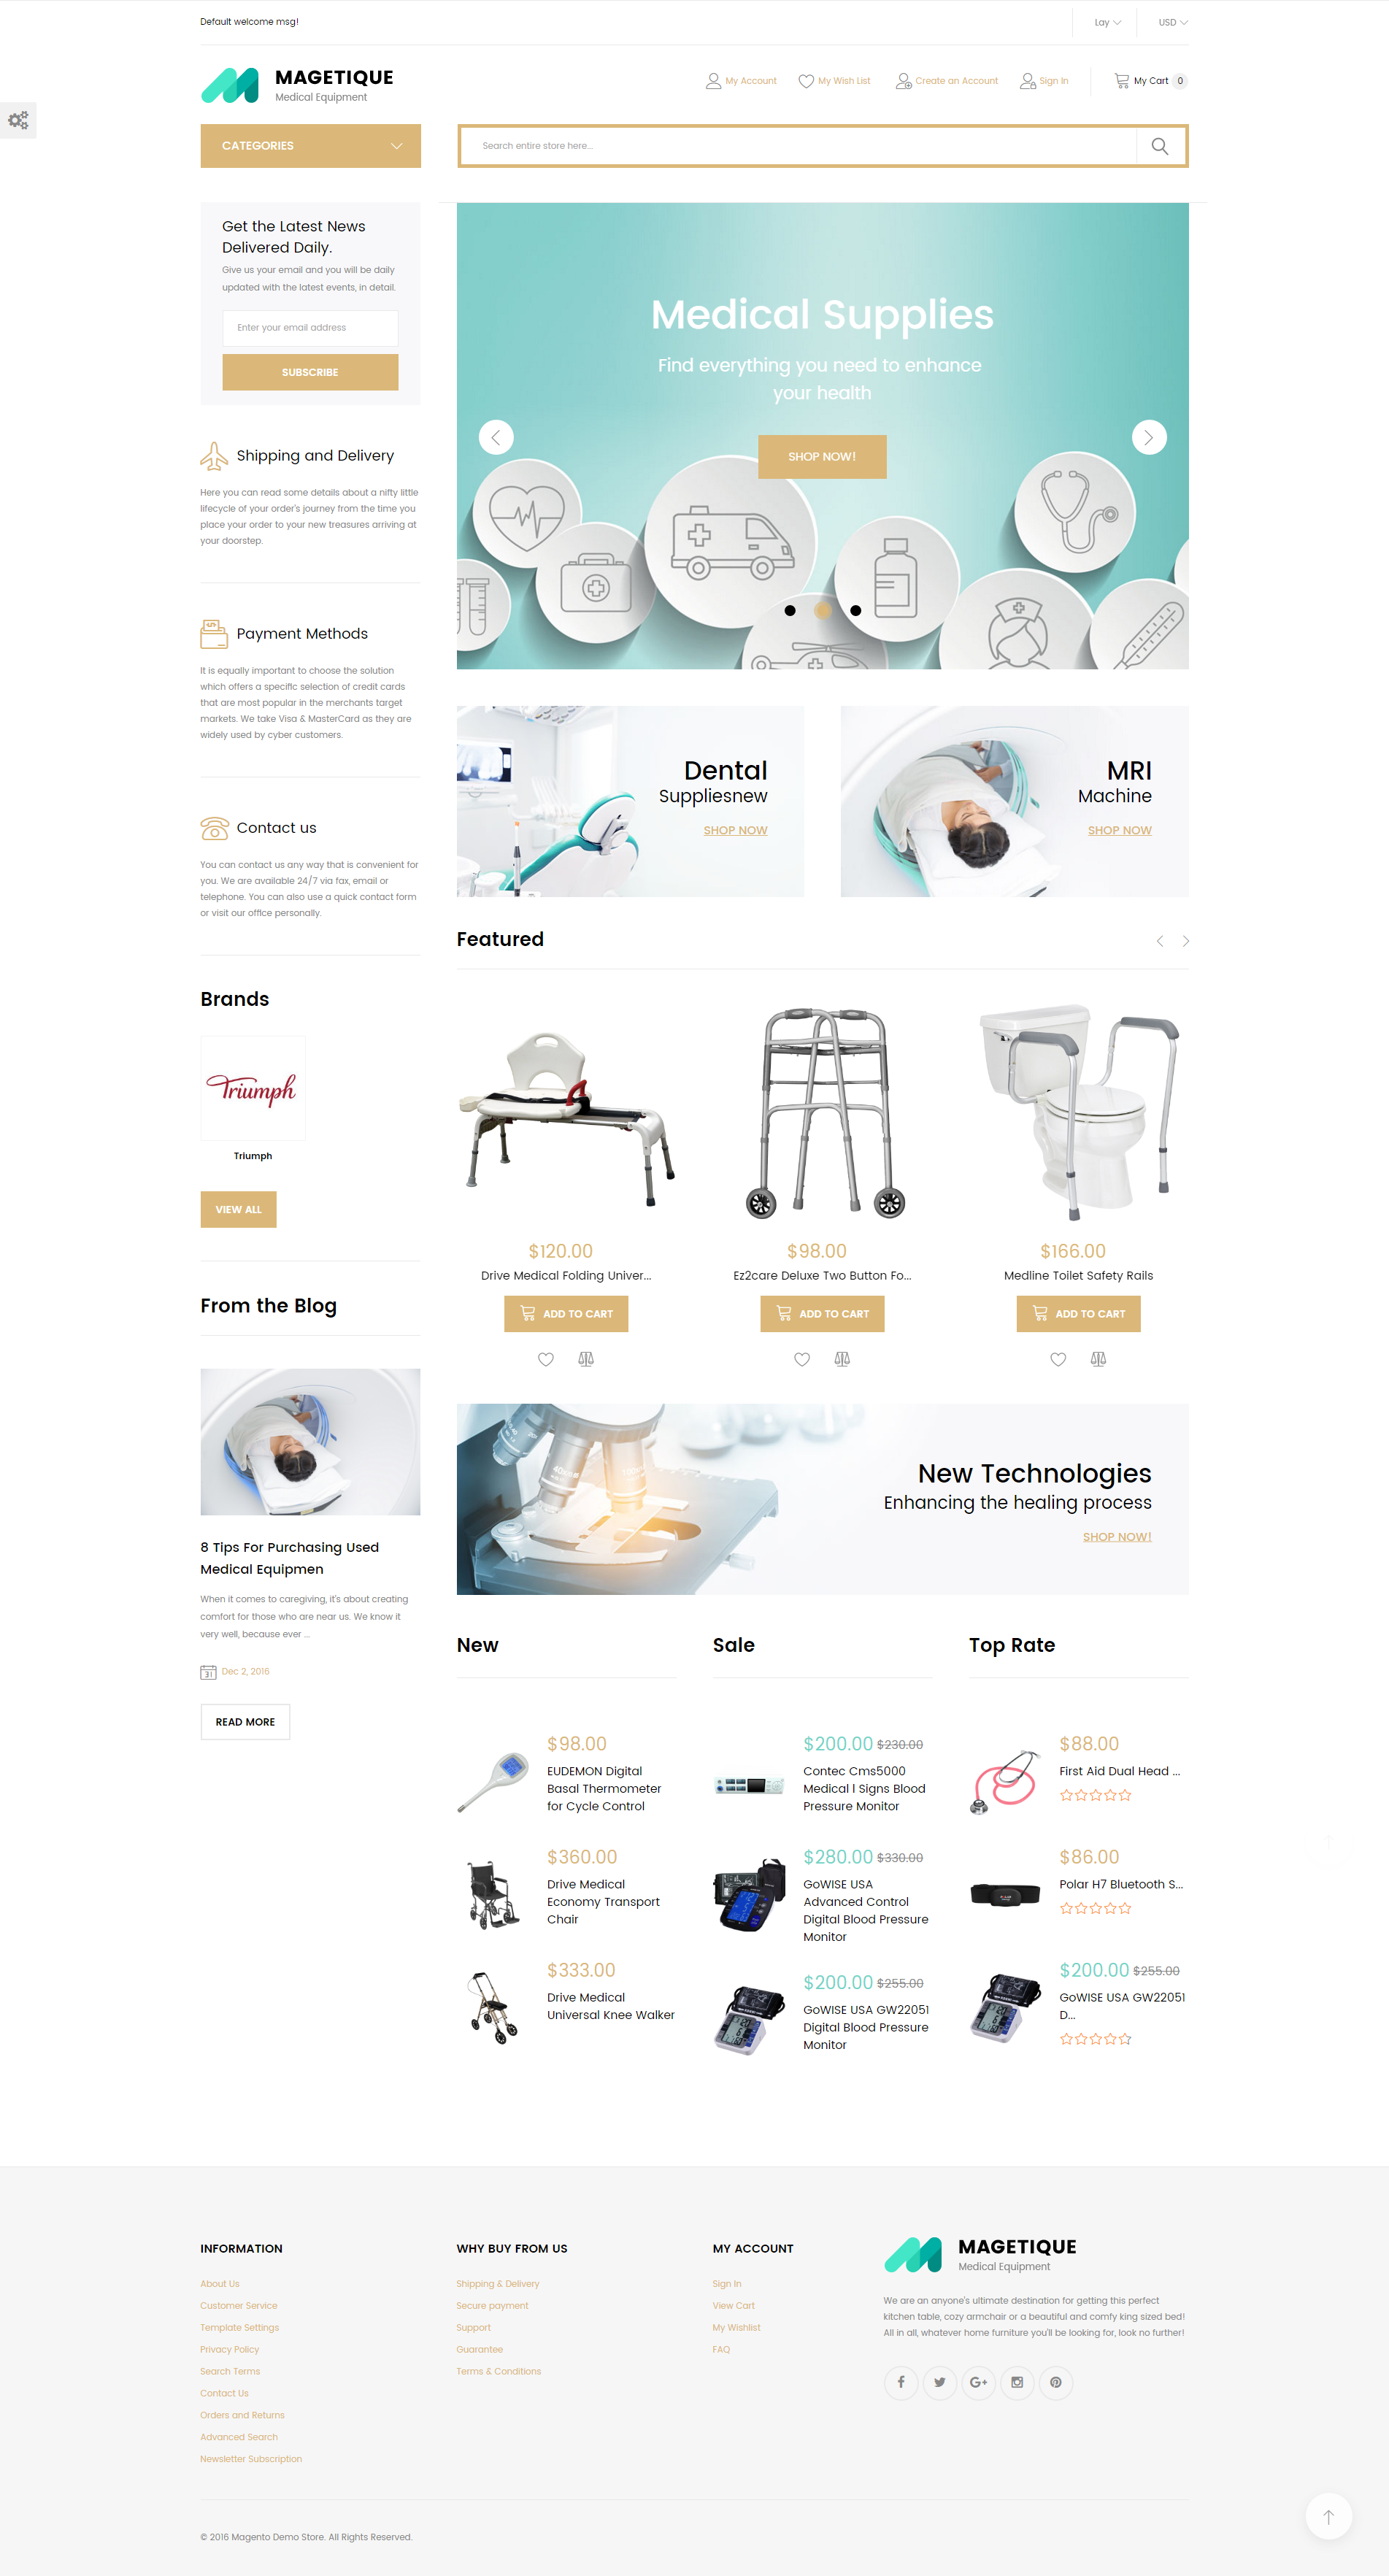 Default welcome msg!
Lay
USD
MAGETIQUE
Medical Equipment
My Account
My Wish List
Create an Account
Sign In
My Cart 0
CATEGORIES
Search entire store here...
Get the Latest News
Delivered Daily.
Give us your email and you will be daily
updated with the latest events, in detail.
Enter your email address
SUBSCRIBE
Shipping and Delivery
Here you can read some details about a nifty little
lifecycle of your order's journey from the time you
place your order to your new treasures arriving at
your doorstep.
Payment Methods
It is equally important to choose the solution
which offers a specific selection of credit cards
that are most popular in the merchants target
markets. We take Visa & MasterCard as they are
widely used by cyber customers.
Contact us
You can contact us any way that is convenient for
you. We are available 24/7 via fax, email or
telephone. You can also use a quick contact form
or visit our office personally.
Brands
Triumph
Triumph
VIEW ALL
From the Blog
8 Tips For Purchasing Used
Medical Equipmen
When it comes to caregiving, it's about creating
comfort for those who are near us. We know it
very well, because ever ...
31
Dec 2, 2016
READ MORE
Medical Supplies
Find everything you need to enhance
your health
SHOP NOW!
Dental
Suppliesnew
SHOP NOW
MRI
Machine
SHOP NOW
Featured
$120.00
Drive Medical Folding Univer...
ADD TO CART
$98.00
Ez2care Deluxe Two Button Fo...
ADD TO CART
$166.00
Medline Toilet Safety Rails
ADD TO CART
New Technologies
Enhancing the healing process
SHOP NOW!
New
$98.00
EUDEMON Digital
Basal Thermometer
for Cycle Control
$360.00
Drive Medical
Economy Transport
Chair
$333.00
Drive Medical
Universal Knee Walker
Sale
$200.00 $230.00
Contec Cms5000
Medical l Signs Blood
Pressure Monitor
$280.00 $330.00
GoWISE USA
Advanced Control
Digital Blood Pressure
Monitor
$200.00 $255.00
GoWISE USA GW22051
Digital Blood Pressure
Monitor
Top Rate
$88.00
First Aid Dual Head ...
$86.00
Polar H7 Bluetooth S...
$200.00 $255.00
GoWISE USA GW22051
D...
INFORMATION
About Us
Customer Service
Template Settings
Privacy Policy
Search Terms
Contact Us
Orders and Returns
Advanced Search
Newsletter Subscription
WHY BUY FROM US
Shipping & Delivery
Secure payment
Support
Guarantee
Terms & Conditions
MY ACCOUNT
Sign In
View Cart
My Wishlist
FAQ
MAGETIQUE
Medical Equipment
We are an anyone's ultimate destination for getting this perfect
kitchen table, cozy armchair or a beautiful and comfy king sized bed!
All in all, whatever home furniture you'll be looking for, look no further!
© 2016 Magento Demo Store. All Rights Reserved.